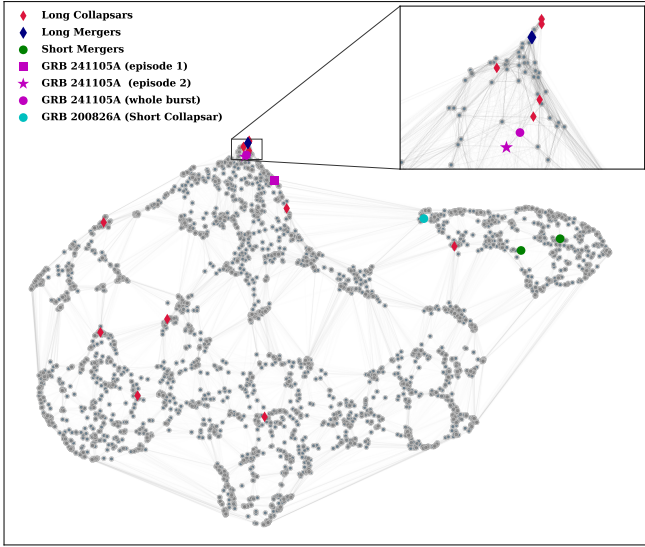 Long Collapsars
Long Mergers
Short Mergers
GRB 241105A (episode 1)
GRB 241105A (episode 2)
GRB 241105A (whole burst)
GRB 200826A (Short Collapsar)